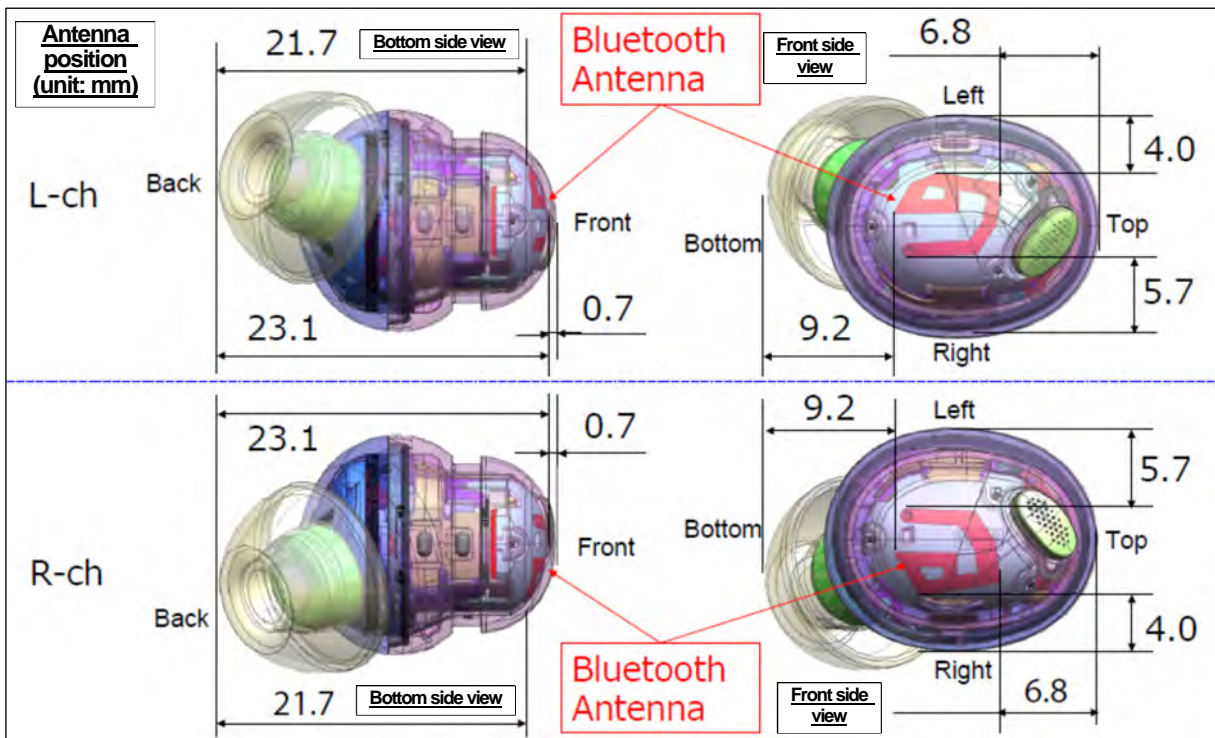 Antenna
position
(unit: mm)
21.7
Bottom side view
Bluetooth
Antenna
Front side
view
6.8
Left
4.0
L-ch
Back
Front
Bottom
Top
5.7
23.1
0.7
9.2
Right
23.1
0.7
9.2
Left
5.7
R-ch
Front
Bottom
Top
Back
4.0
Bluetooth
Antenna
Right
21.7
Bottom side view
Front side
view
6.8